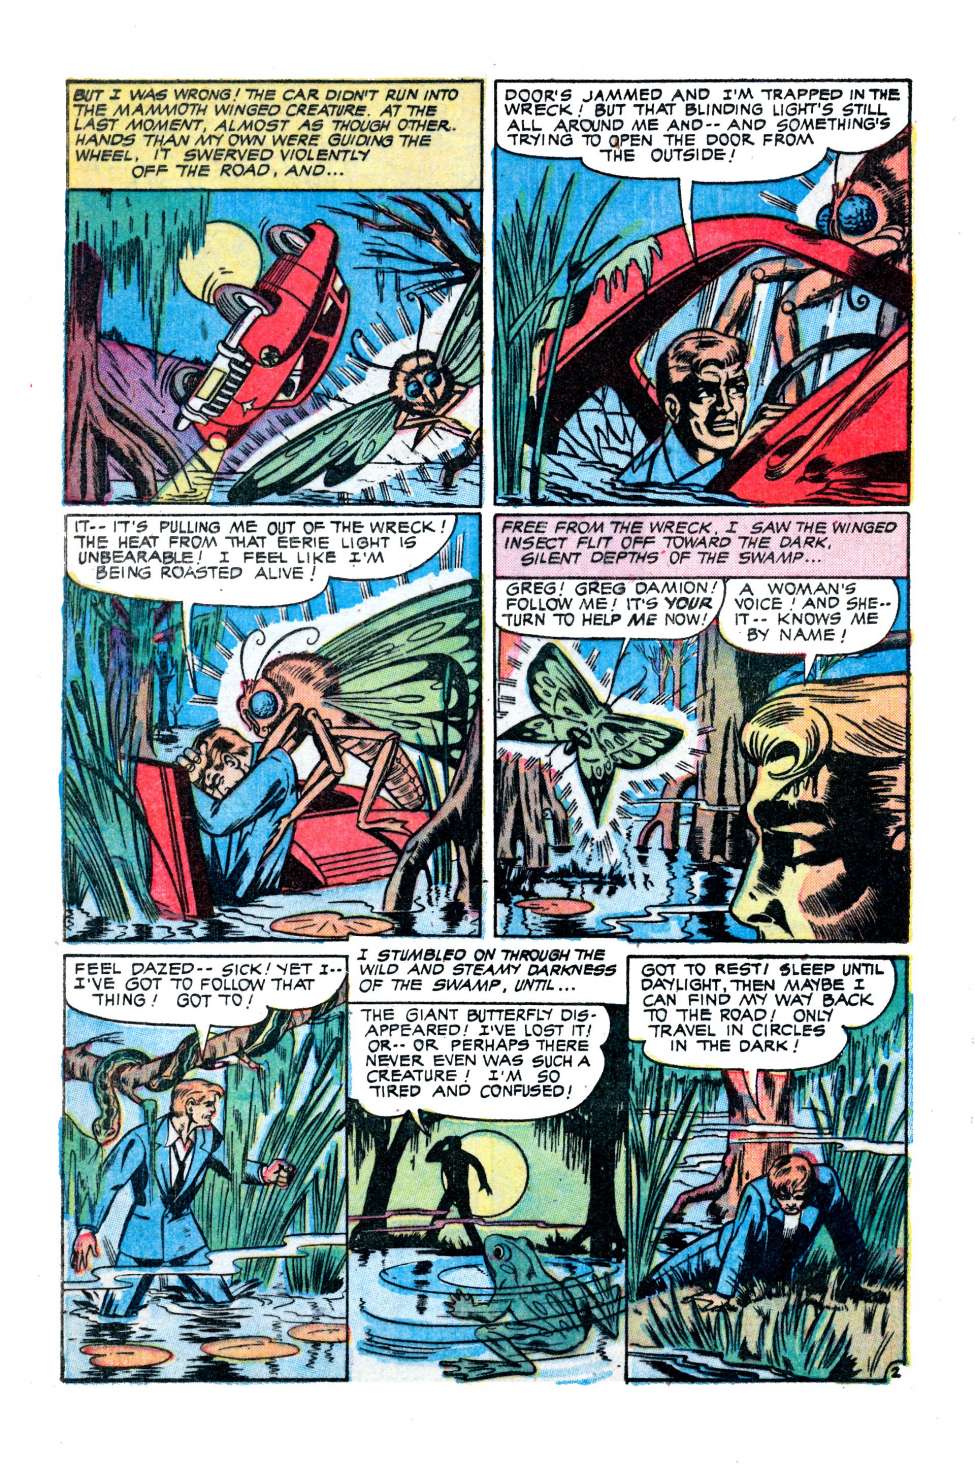 BUT I WAS WRONG! THE CAR DIDN'T RUN INTO
THE MAMMOTH WINGED CREATURE. AT THE
LAST MOMENT, ALMOST AS THOUGH OTHER
HANDS THAN MY OWN WERE GUIDING THE
WHEEL, IT SWERVED VIOLENTLY
OFF THE ROAD, AND...
DOOR'S JAMMED AND I'M TRAPPED IN THE
WRECK! BUT THAT BLINDING LIGHT'S STILL
ALL AROUND ME AND-- AND SOMETHING'S
TRYING TO OPEN THE DOOR FROM
THE OUTSIDE!
IT-- IT'S PULLING ME OUT OF THE WRECK!
THE HEAT FROM THAT EERIE LIGHT IS
UNBEARABLE! I FEEL LIKE I'M
BEING ROASTED ALIVE!
FREE FROM THE WRECK, I SAW THE WINGED
INSECT FLIT OFF TOWARD THE DARK,
SILENT DEPTHS OF THE SWAMP...
GREG! GREG DAMION!
FOLLOW ME! IT'S YOUR
TURN TO HELP ME NOW!
A WOMAN'S
VOICE! AND SHE--
IT-- KNOWS ME
BY NAME!
FEEL DAZED-- SICK! YET I--
I'VE GOT TO FOLLOW THAT
THING! GOT TO!
I STUMBLED ON THROUGH THE
WILD AND STEAMY DARKNESS
OF THE SWAMP, UNTIL...
THE GIANT BUTTERFLY DIS-
APPEARED! I'VE LOST IT!
OR-- OR PERHAPS THERE
NEVER EVEN WAS SUCH A
CREATURE! I'M SO
TIRED AND CONFUSED!
GOT TO REST! SLEEP UNTIL
DAYLIGHT, THEN MAYBE I
CAN FIND MY WAY BACK
TO THE ROAD! ONLY
TRAVEL IN CIRCLES
IN THE DARK!
2